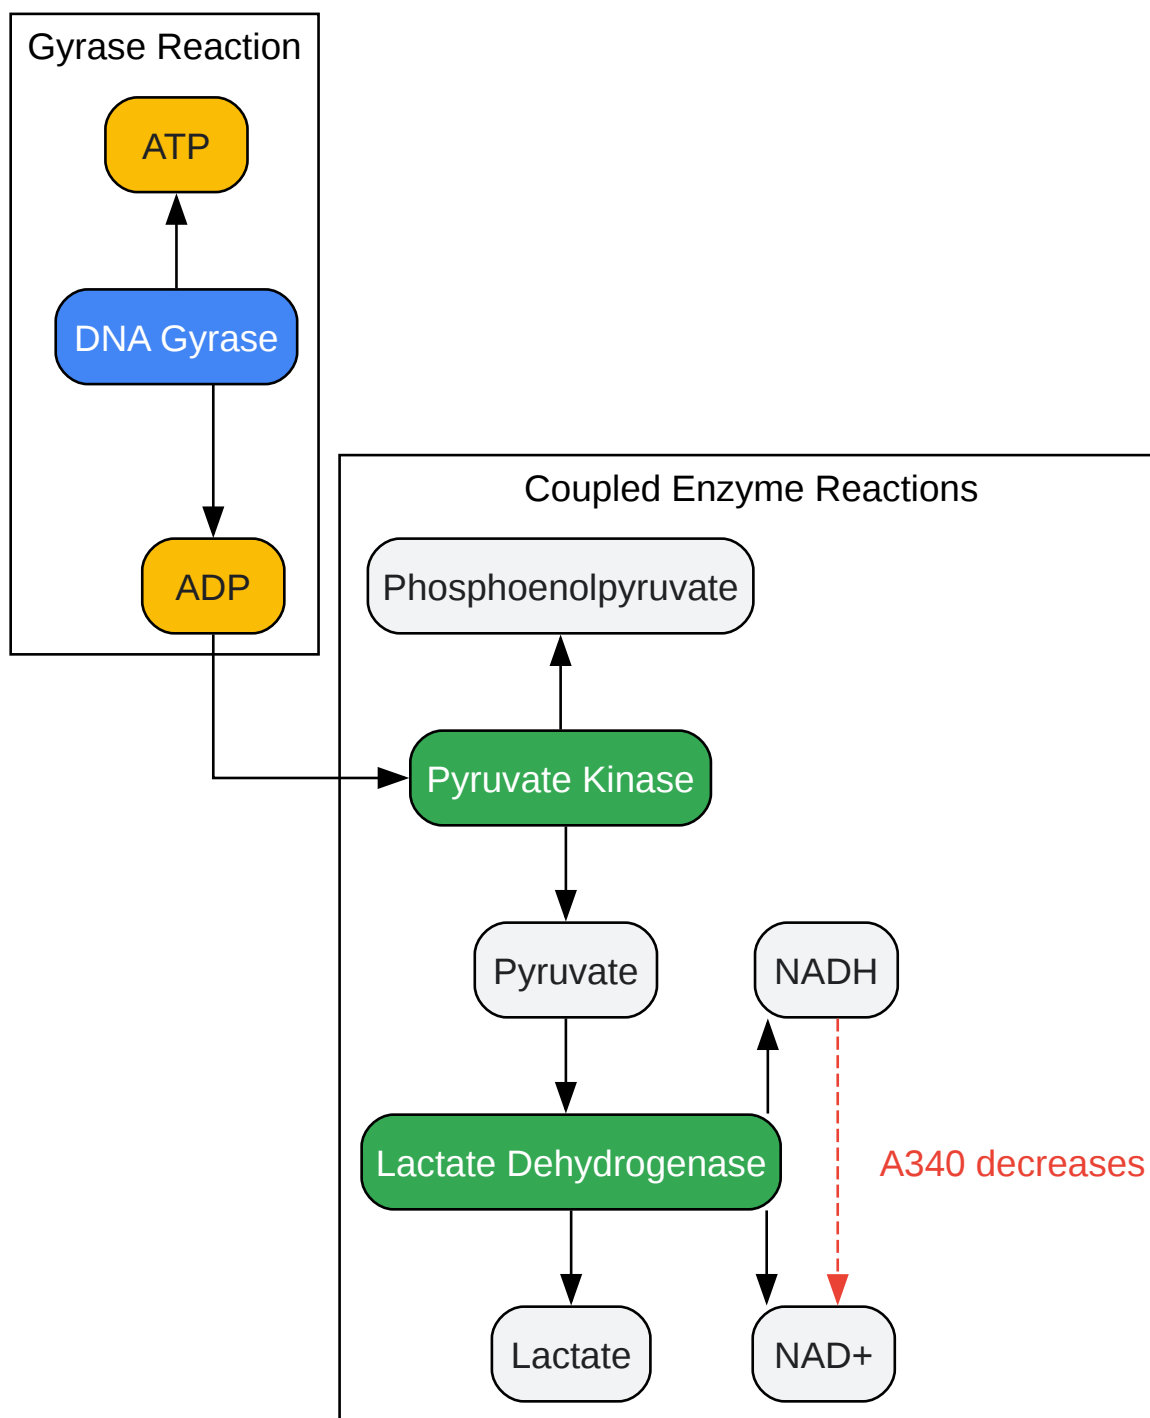 Gyrase Reaction
ATP
DNA Gyrase
ADP
Coupled Enzyme Reactions
Phosphoenolpyruvate
Pyruvate Kinase
Pyruvate
NADH
Lactate Dehydrogenase
A340 decreases
Lactate
NAD+